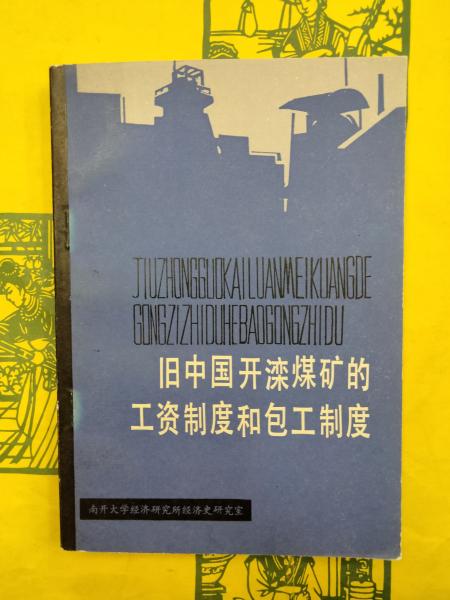 JIUZHONGGUOKAILUANMEIKUANGDE
GONGZIZHIDUHEBAOGONGZHIDU
旧中国开滦煤矿的
工资制度和包工制度
南开大学经济研究所经济史研究室